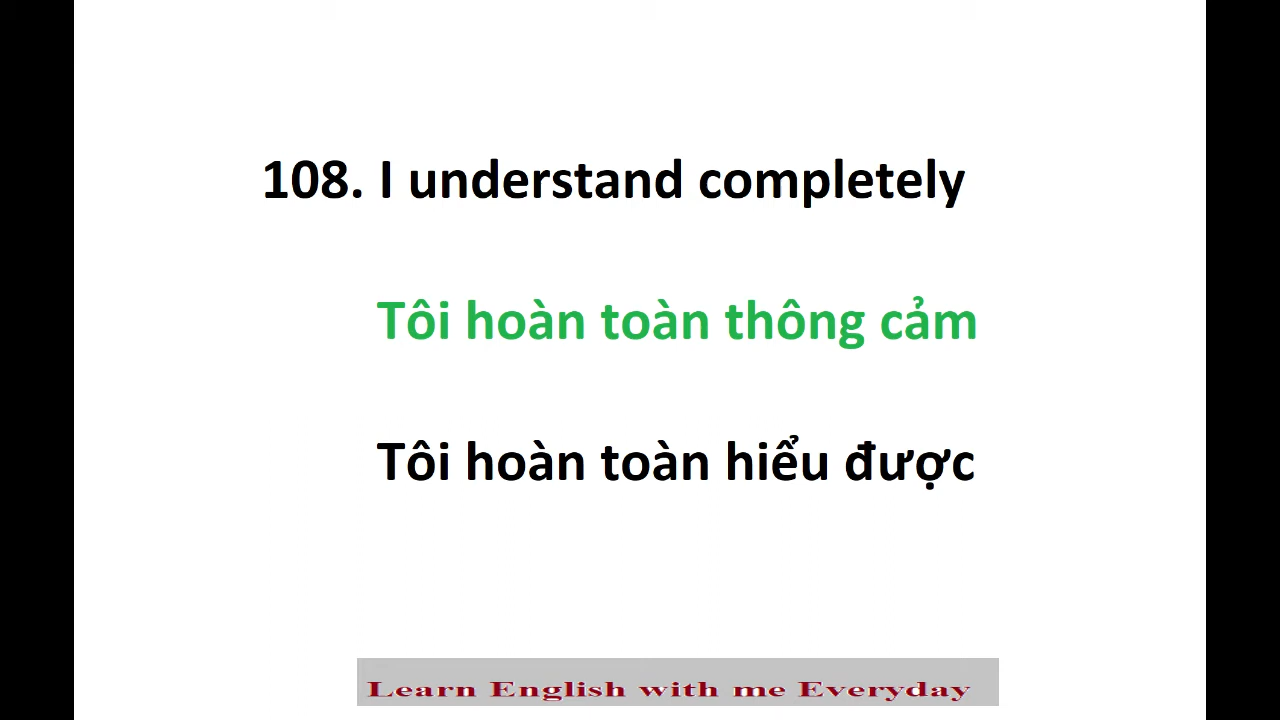 108. I understand completely
Tôi hoàn toàn thông cảm
Tôi hoàn toàn hiểu được
Learn English with me Everyday